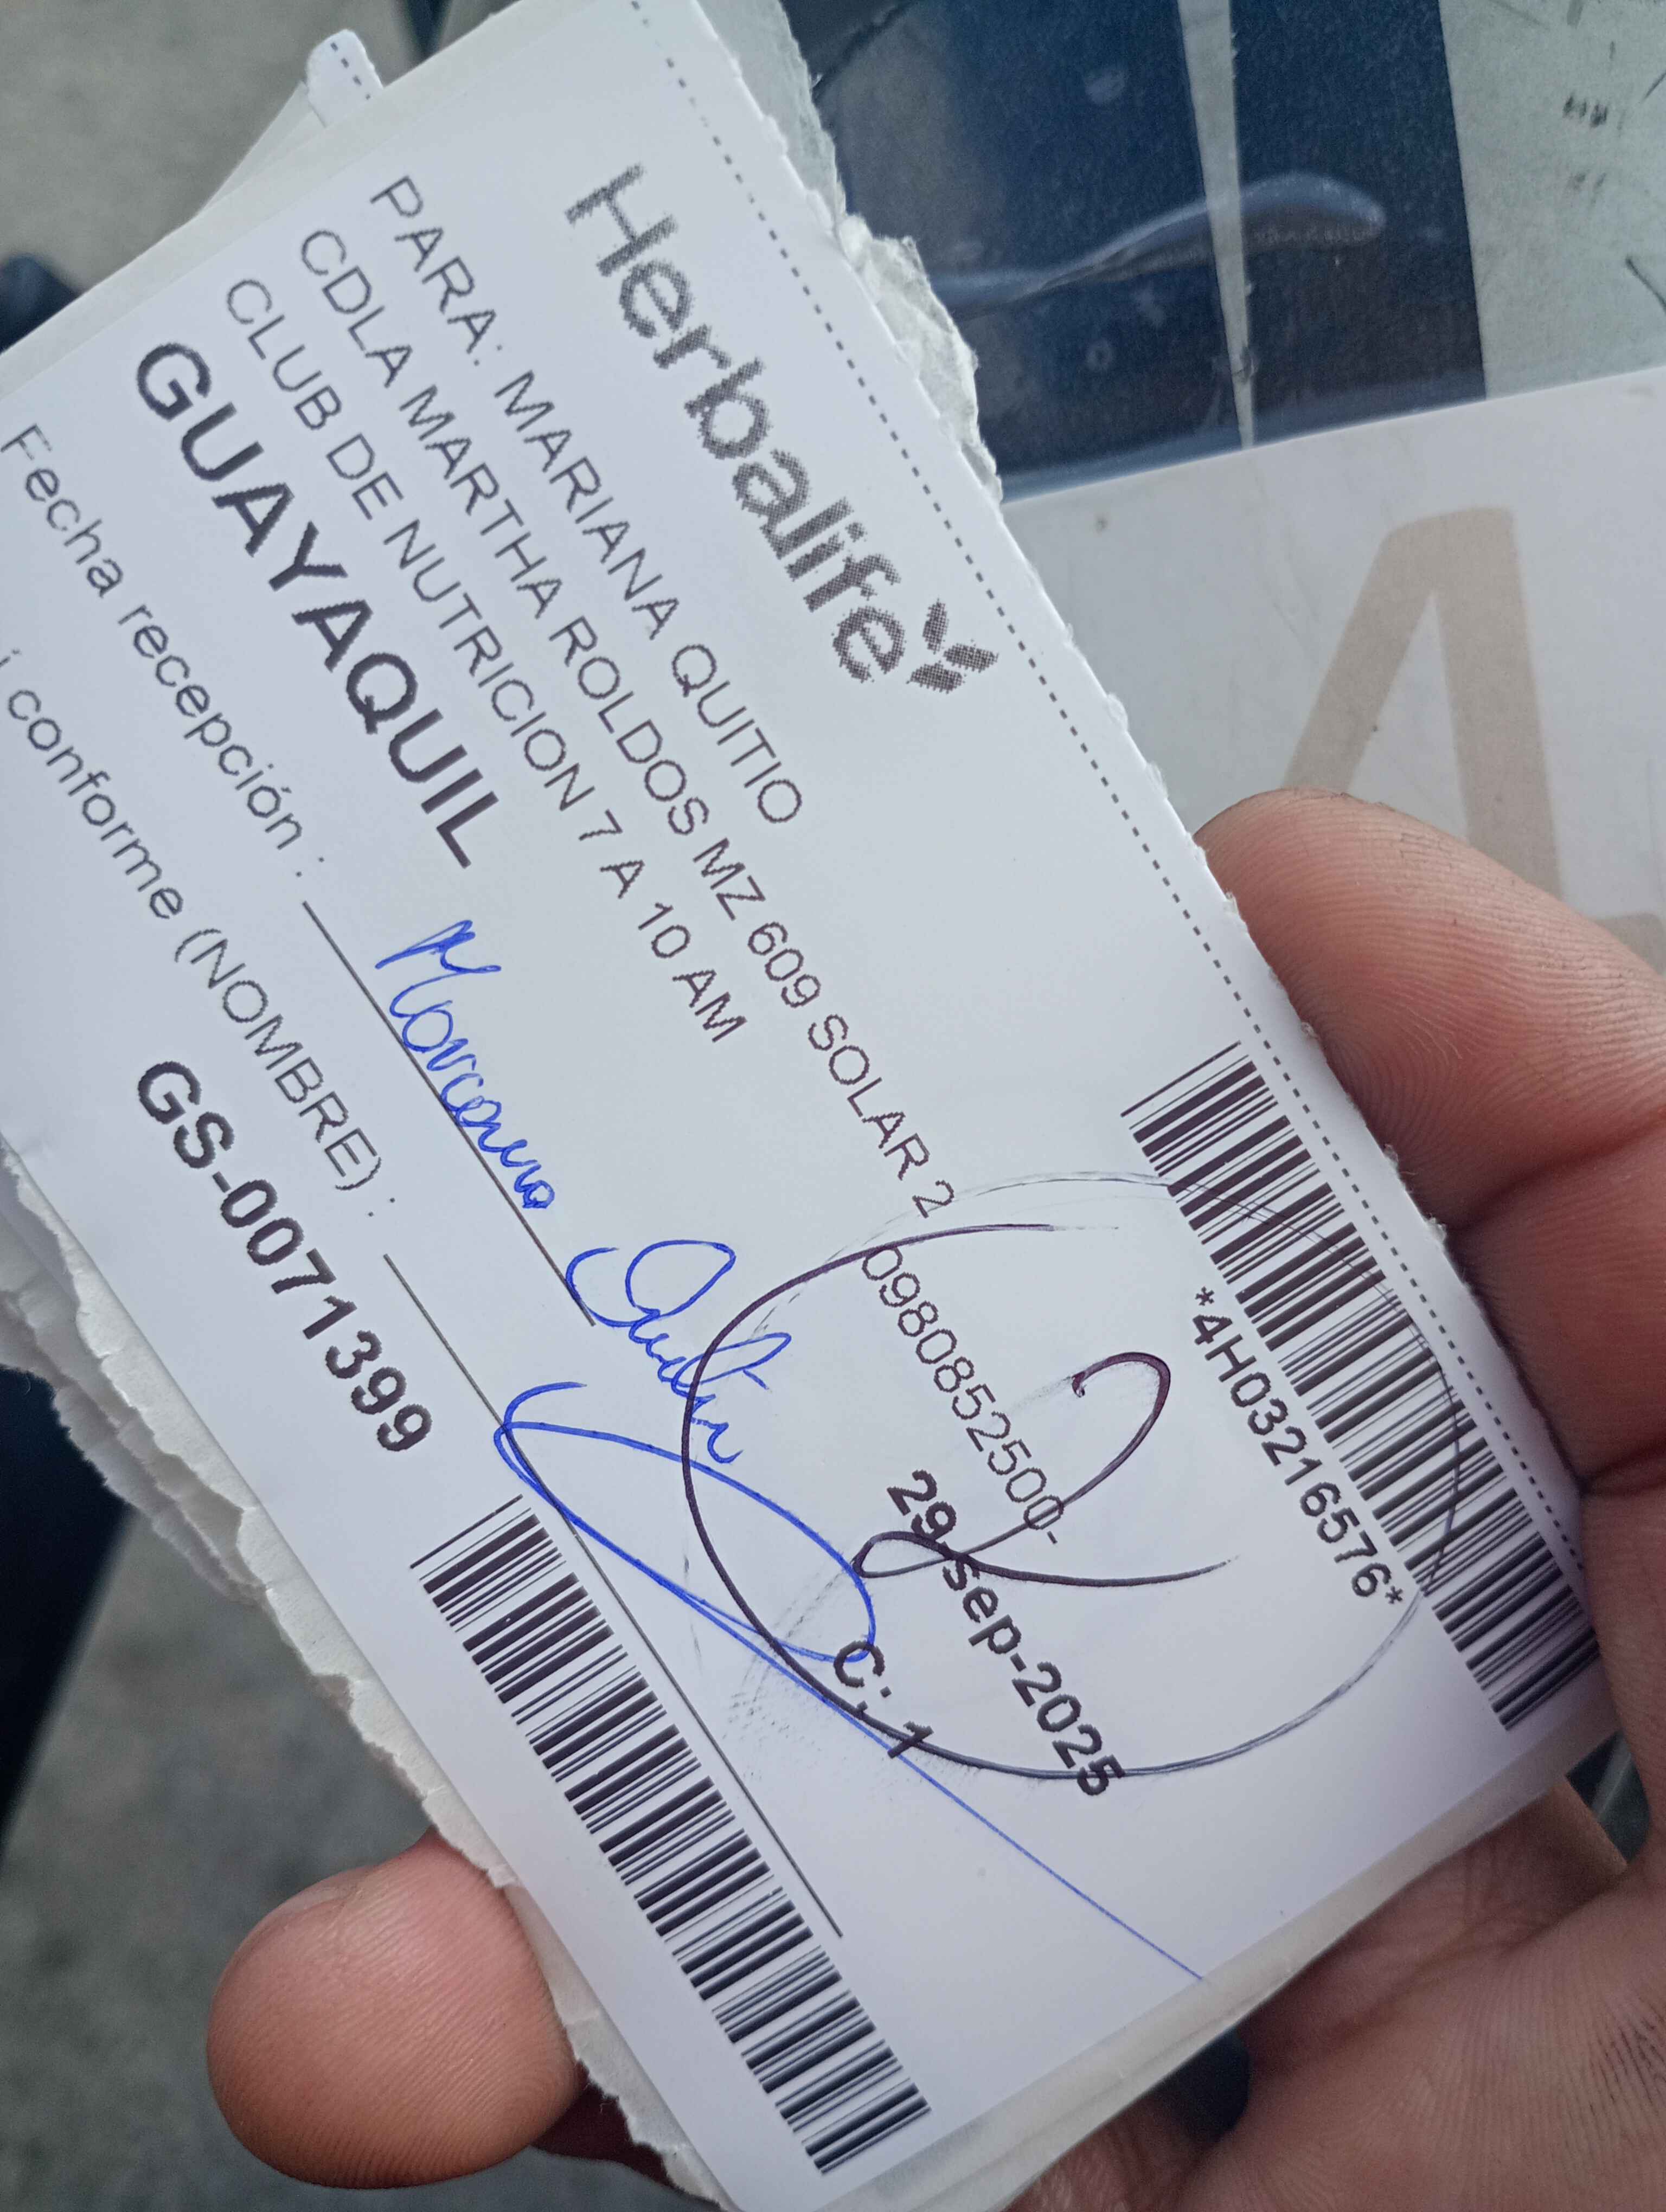 Herbalife
*4H03216576*
PARA: MARIANA QUITIO
CDLA MARTHA ROLDOS MZ 609 SOLAR 2
0980852500-
CLUB DE NUTRICION 7 A 10 AM
29-sep-2025
GUAYAQUIL
C: 1
Fecha recepción :
Mariana
i conforme (NOMBRE) :
GS-0071399